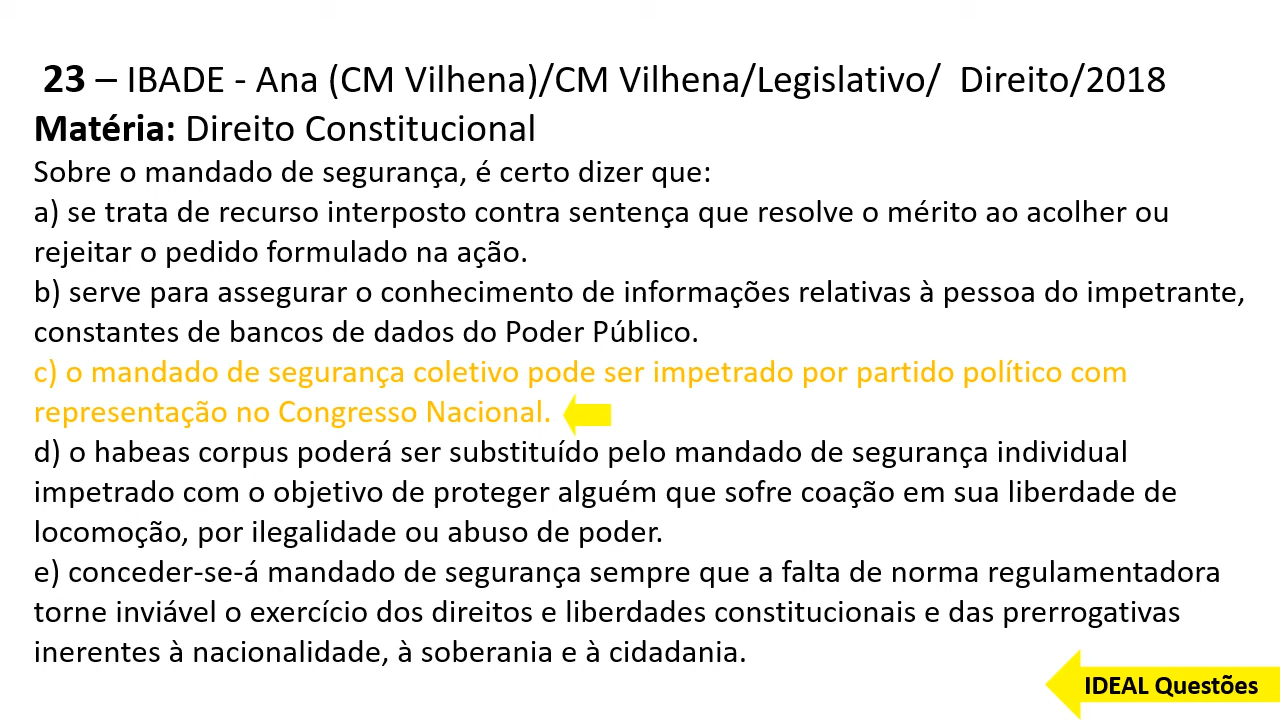 23 – IBADE - Ana (CM Vilhena)/CM Vilhena/Legislativo/ Direito/2018
Matéria: Direito Constitucional
Sobre o mandado de segurança, é certo dizer que:
a) se trata de recurso interposto contra sentença que resolve o mérito ao acolher ou
rejeitar o pedido formulado na ação.
b) serve para assegurar o conhecimento de informações relativas à pessoa do impetrante,
constantes de bancos de dados do Poder Público.
c) o mandado de segurança coletivo pode ser impetrado por partido político com
representação no Congresso Nacional.
d) o habeas corpus poderá ser substituído pelo mandado de segurança individual
impetrado com o objetivo de proteger alguém que sofre coação em sua liberdade de
locomoção, por ilegalidade ou abuso de poder.
e) conceder-se-á mandado de segurança sempre que a falta de norma regulamentadora
torne inviável o exercício dos direitos e liberdades constitucionais e das prerrogativas
inerentes à nacionalidade, à soberania e à cidadania.
IDEAL Questões